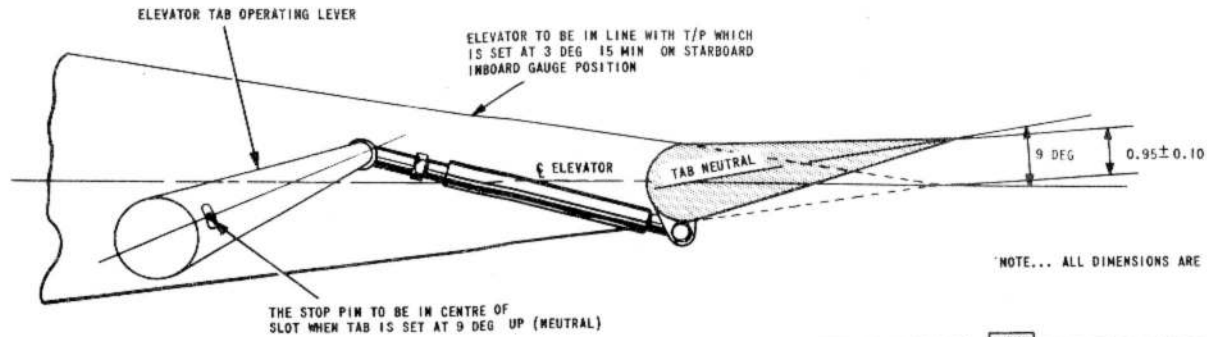 ELEVATOR TAB OPERATING LEVER
ELEVATOR TO BE IN LINE WITH T/P WHICH
IS SET AT 3 DEG 15 MIN ON STARBOARD
INBOARD GAUGE POSITION
℄ ELEVATOR
TAB NEUTRAL
9 DEG
0.95±0.10
NOTE... ALL DIMENSIONS ARE
THE STOP PIN TO BE IN CENTRE OF
SLOT WHEN TAB IS SET AT 9 DEG UP (NEUTRAL)